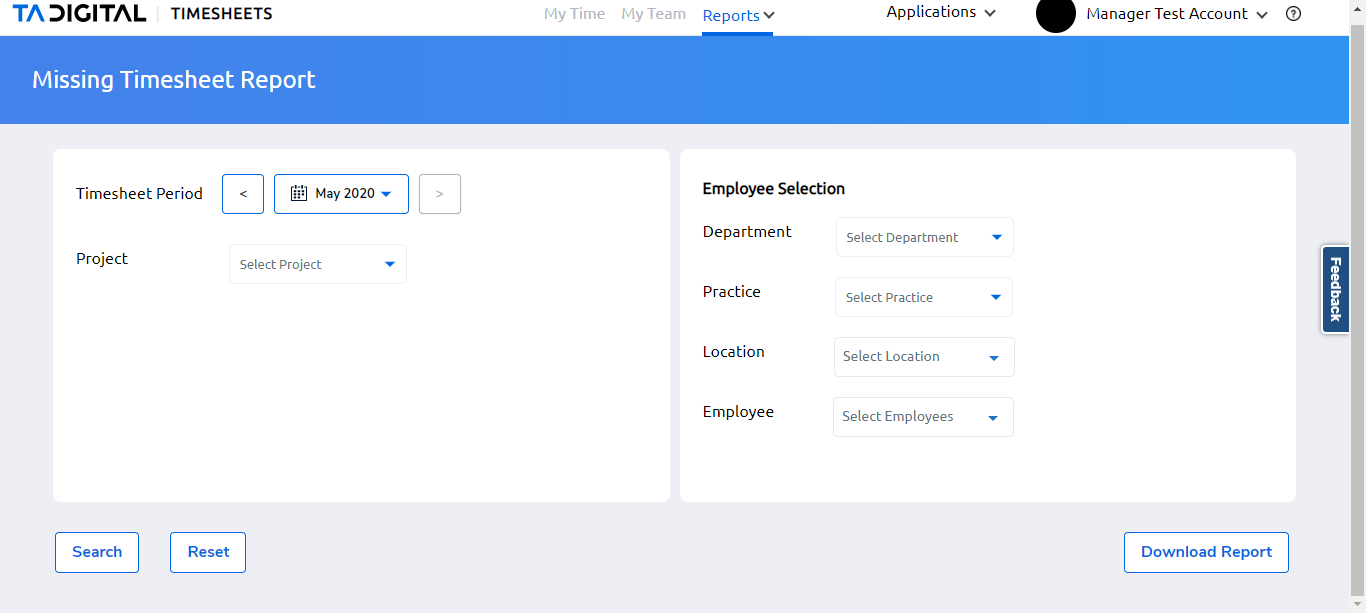 TA DIGITAL TIMESHEETS My Time My Team Reports Applications Manager Test Account ?
Missing Timesheet Report
Timesheet Period < May 2020 >
Project Select Project
Employee Selection
Department Select Department
Practice Select Practice
Location Select Location
Employee Select Employees
Feedback
Search Reset Download Report